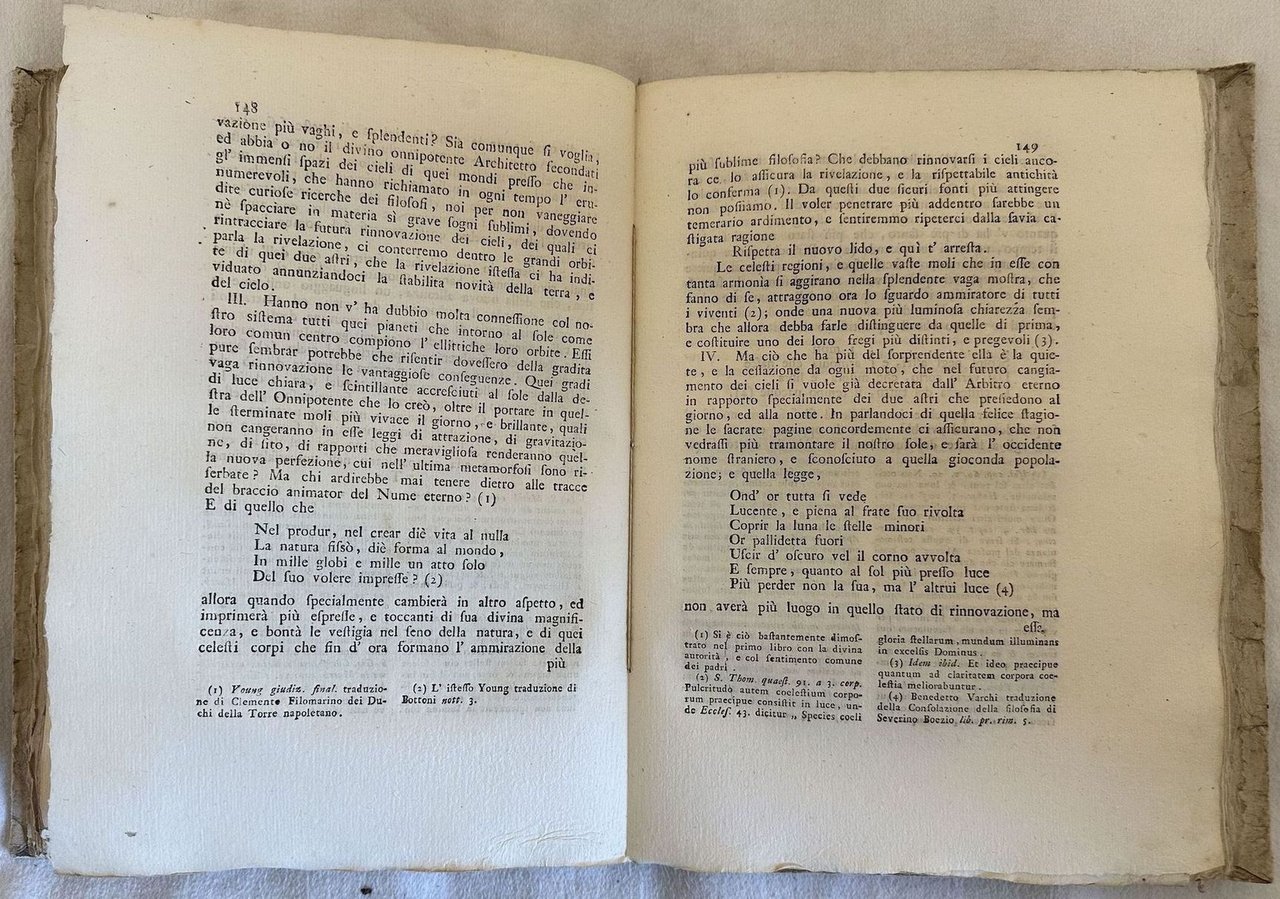 148
vazione più vaghi, e ſplendenti? Sia comunque ſi voglia,
ed abbia o no il divino onnipotente Architetto ſecondati
gl' immenſi ſpazi dei cieli di quei mondi preſſo che in-
numerevoli, che hanno richiamato in ogni tempo l' eru-
dite curioſe ricerche dei filoſofi, noi per non vaneggiare
nè ſpacciare in materia sì grave ſogni ſublimi, dovendo
rintracciare la futura rinnovazione dei cieli, dei quali ci
parla la rivelazione, ci conterremo dentro le grandi orbi-
te di quei due aſtri, che la rivelazione iſteſſa ci ha indi-
viduato annunziandoci la ſtabilita novità della terra, e
del cielo.
III. Hanno non v' ha dubbio molta conneſſione col no-
ſtro siſtema tutti quei pianeti che intorno al ſole come
loro comun centro compiono l' ellittiche loro orbite. Eſſi
pure ſembrar potrebbe che riſentir doveſſero della gradita
vaga rinnovazione le vantaggioſe conſeguenze. Quei gradi
di luce chiara, e ſcintillante accreſciuti al ſole dalla de-
ſtra dell' Onnipotente che lo creò, oltre il portare in quel-
le ſterminate moli più vivace il giorno, e brillante, quali
non cangeranno in eſſe leggi di attrazione, di gravitazio-
ne, di ſito, di rapporti che meraviglioſa renderanno quel-
la nuova perfezione, cui nell' ultima metamorfoſi ſono ri-
ſerbate? Ma chi ardirebbe mai tenere dietro alle tracce
del braccio animator del Nume eterno? (1)
E di quello che
Nel produr, nel crear diè vita al nulla
La natura fiſsò, diè forma al mondo,
In mille globi e mille un atto ſolo
Del ſuo volere impreſſe? (2)
allora quando ſpecialmente cambierà in altro aſpetto, ed
imprimerà più eſpreſſe, e toccanti di ſua divina magnifi-
cenza, e bontà le veſtigia nel ſeno della natura, e di quei
celeſti corpi che fin d' ora formano l' ammirazione della
più
(1) Young giudiz. final. traduzio-
ne di Clemente Filomarino dei Du-
chi della Torre napoletano.
(2) L' iſteſſo Young traduzione di
Bottoni nott. 3.
149
più ſublime filoſofia? Che debbano rinnovarſi i cieli anco-
ra ce lo aſſicura la rivelazione, e la riſpettabile antichità
lo conferma (1). Da queſti due ſicuri fonti più attingere
non poſſiamo. Il voler penetrare più addentro ſarebbe un
temerario ardimento, e ſentiremmo ripeterci dalla ſavia ca-
ſtigata ragione
Riſpetta il nuovo lido, e quì t' arreſta.
Le celeſti regioni, e quelle vaſte moli che in eſſe con
tanta armonìa ſi aggirano nella ſplendente vaga moſtra, che
fanno di ſe, attraggono ora lo ſguardo ammiratore di tutti
i viventi (2); onde una nuova più luminoſa chiarezza ſem-
bra che allora debba farle diſtinguere da quelle di prima,
e coſtituire uno dei loro fregi più diſtinti, e pregevoli (3).
IV. Ma ciò che ha più del ſorprendente ella è la quie-
te, e la ceſſazione da ogni moto, che nel futuro cangia-
mento dei cieli ſi vuole già decretata dall' Arbitro eterno
in rapporto ſpecialmente dei due aſtri che preſiedono al
giorno, ed alla notte. In parlandoci di quella felice ſtagio-
ne le ſacrate pagine concordemente ci aſſicurano, che non
vedraſſi più tramontare il noſtro ſole, e ſarà l' occidente
nome ſtraniero, e ſconoſciuto a quella gioconda popola-
zione; e quella legge,
Ond' or tutta ſi vede
Lucente, e piena al frate ſuo rivolta
Coprir la luna le ſtelle minori
Or pallidetta fuori
Uſcir d' oſcuro vel il corno avvolta
E ſempre, quanto al ſol più preſſo luce
Più perder non la ſua, ma l' altrui luce (4)
non averà più luogo in quello ſtato di rinnovazione, ma
eſſe
(1) Si è ciò baſtantemente dimoſ-
trato nel primo libro con la divina
autorità, e col ſentimento comune
dei padri.
(2) S. Thom. quaeſt. 91. a 3. corp.
Pulcritudo autem coeleſtium corpo-
rum praecipue conſiſtit in luce, un-
de Eccleſ. 43. dicitur „ Species coeli
gloria ſtellarum, mundum illuminans
in excelſis Dominus.
(3) Idem ibid. Et ideo praecipue
quantum ad claritatem corpora coe-
leſtia meliorabuntur.
(4) Benedetto Varchi traduzione
della Conſolazione della filoſofia di
Severino Boezio lib. pr. rim. 5.